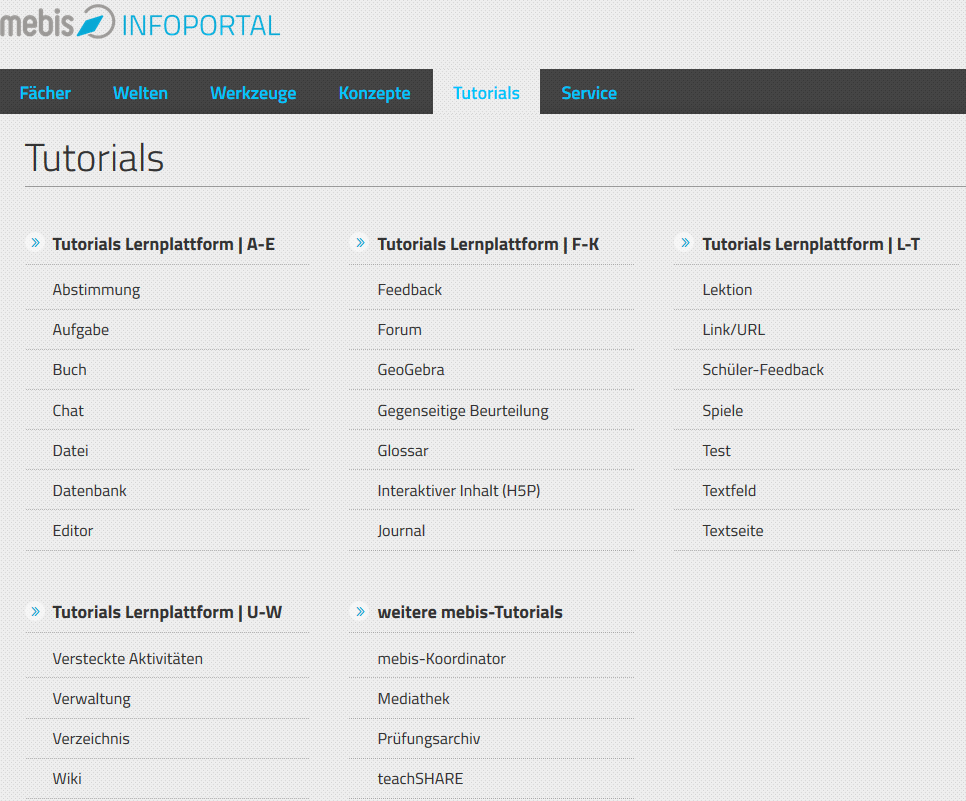 mebis INFOPORTAL
Fächer Welten Werkzeuge Konzepte Tutorials Service
Tutorials
Tutorials Lernplattform | A-E
Abstimmung
Aufgabe
Buch
Chat
Datei
Datenbank
Editor
Tutorials Lernplattform | F-K
Feedback
Forum
GeoGebra
Gegenseitige Beurteilung
Glossar
Interaktiver Inhalt (H5P)
Journal
Tutorials Lernplattform | L-T
Lektion
Link/URL
Schüler-Feedback
Spiele
Test
Textfeld
Textseite
Tutorials Lernplattform | U-W
Versteckte Aktivitäten
Verwaltung
Verzeichnis
Wiki
weitere mebis-Tutorials
mebis-Koordinator
Mediathek
Prüfungsarchiv
teachSHARE